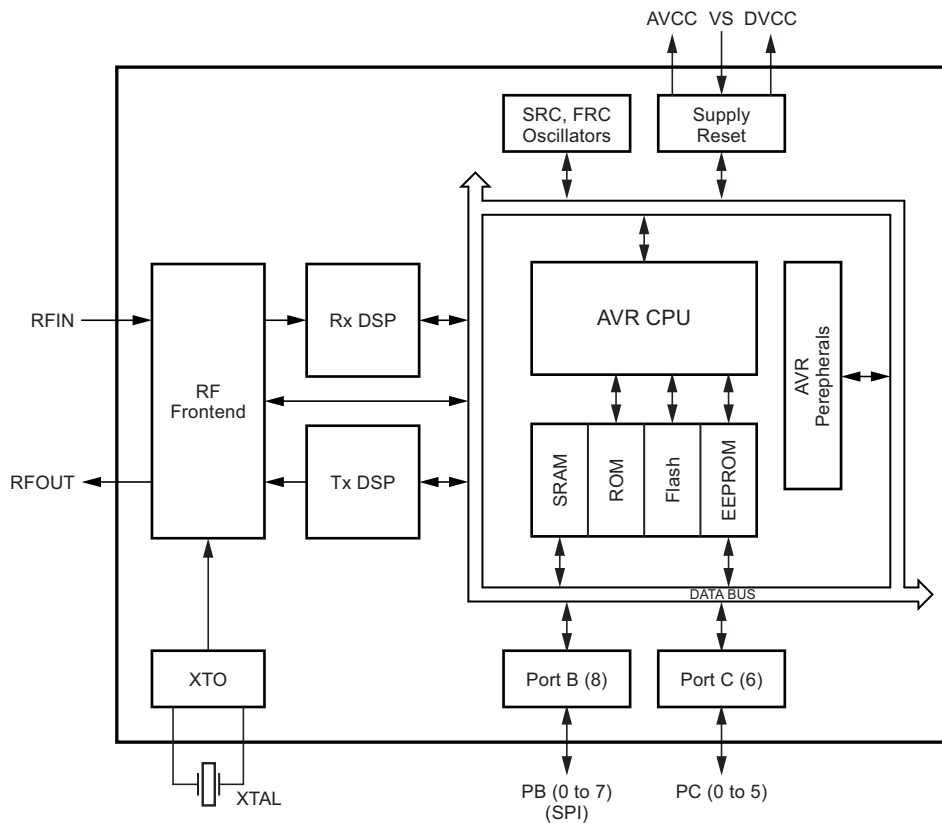 AVCC VS DVCC
SRC, FRC
Oscillators
Supply
Reset
RFIN
RF
Frontend
Rx DSP
AVR CPU
AVR
Perepherals
RFOUT
Tx DSP
SRAM
ROM
Flash
EEPROM
DATA BUS
XTO
Port B (8)
Port C (6)
XTAL
PB (0 to 7)
(SPI)
PC (0 to 5)